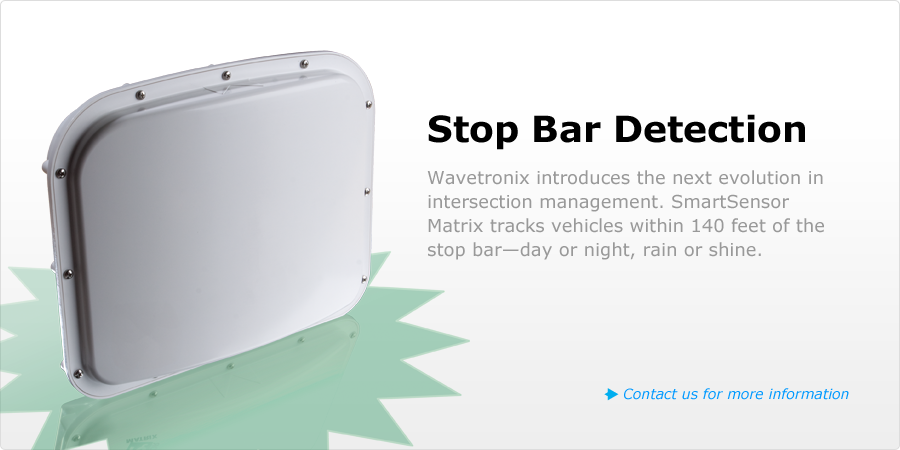 Stop Bar Detection
Wavetronix introduces the next evolution in
intersection management. SmartSensor
Matrix tracks vehicles within 140 feet of the
stop bar—day or night, rain or shine.
Contact us for more information